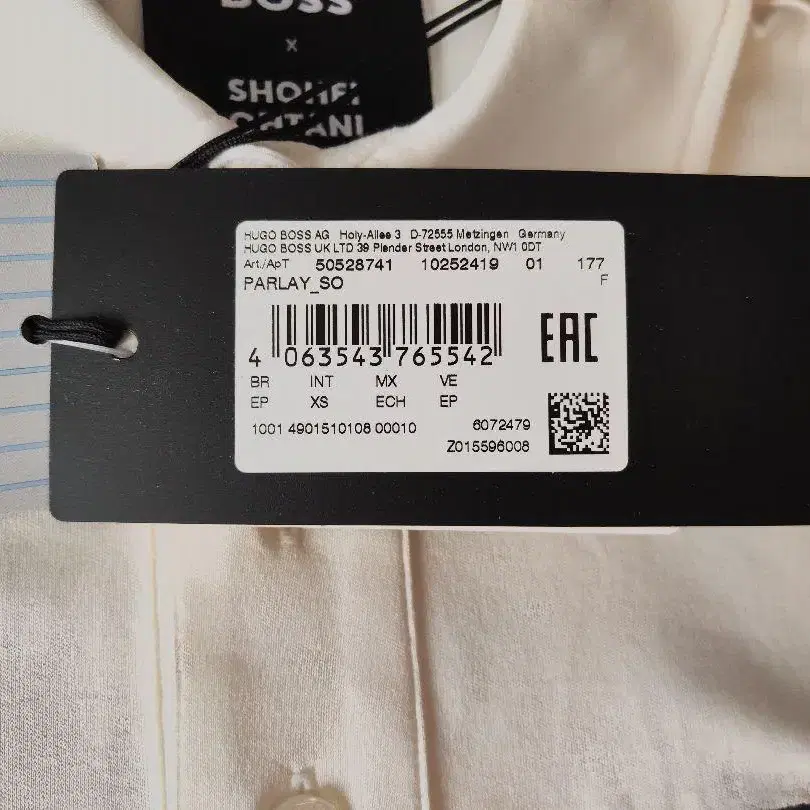 BOSS
x
SHOHEI
OHTANI
HUGO BOSS AG Holy-Allee 3 D-72555 Metzingen Germany
HUGO BOSS UK LTD 39 Plender Street London, NW1 0DT
Art./ApT 50528741 10252419 01 177
PARLAY_SO F
EAC
4 063543 765542
BR INT MX VE
EP XS ECH EP
1001 4901510108 00010 6072479
Z015596008